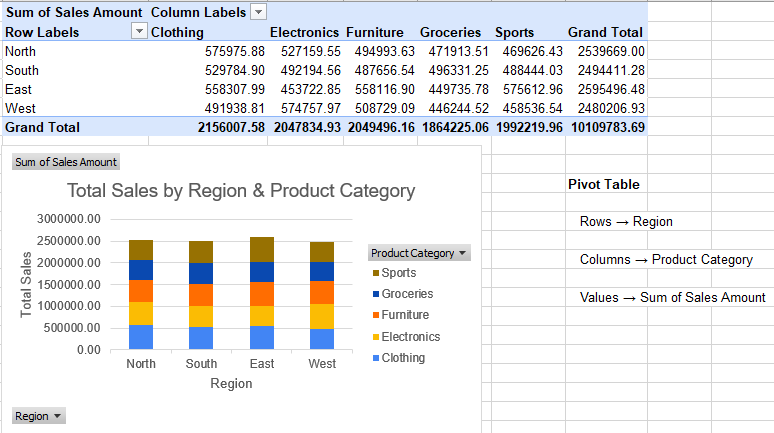 Sum of Sales Amount Column Labels
Row Labels Clothing Electronics Furniture Groceries Sports Grand Total
North 575975.88 527159.55 494993.63 471913.51 469626.43 2539669.00
South 529784.90 492194.56 487656.54 496331.25 488444.03 2494411.28
East 558307.99 453722.85 558116.90 449735.78 575612.96 2595496.48
West 491938.81 574757.97 508729.09 446244.52 458536.54 2480206.93
Grand Total 2156007.58 2047834.93 2049496.16 1864225.06 1992219.96 10109783.69
Sum of Sales Amount
Total Sales by Region & Product Category
3000000.00
2500000.00
2000000.00
1500000.00
1000000.00
500000.00
0.00
Total Sales
North South East West
Region
Product Category
Sports
Groceries
Furniture
Electronics
Clothing
Region
Pivot Table
Rows → Region
Columns → Product Category
Values → Sum of Sales Amount